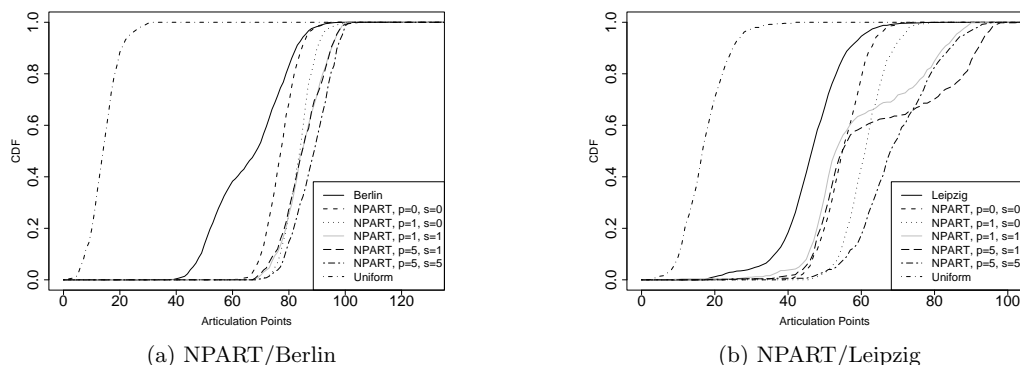 1.0
0.8
0.6
0.4
0.2
0.0
CDF
0 20 40 60 80 100 120
Articulation Points
Berlin
NPART, p=0, s=0
NPART, p=1, s=0
NPART, p=1, s=1
NPART, p=5, s=1
NPART, p=5, s=5
Uniform
(a) NPART/Berlin
1.0
0.8
0.6
0.4
0.2
0.0
CDF
0 20 40 60 80 100
Articulation Points
Leipzig
NPART, p=0, s=0
NPART, p=1, s=0
NPART, p=1, s=1
NPART, p=5, s=1
NPART, p=5, s=5
Uniform
(b) NPART/Leipzig